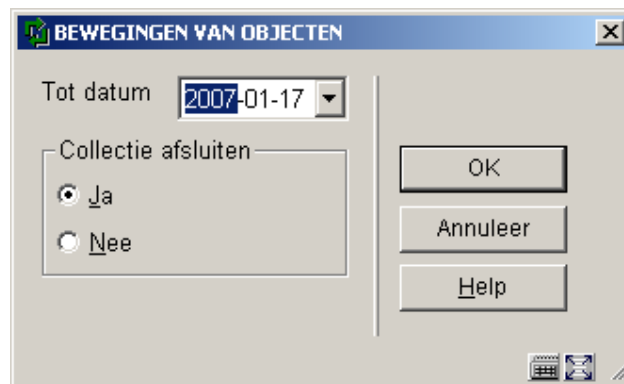 BEWEGINGEN VAN OBJECTEN
Tot datum
2007-01-17
Collectie afsluiten
Ja
Nee
OK
Annuleer
Help